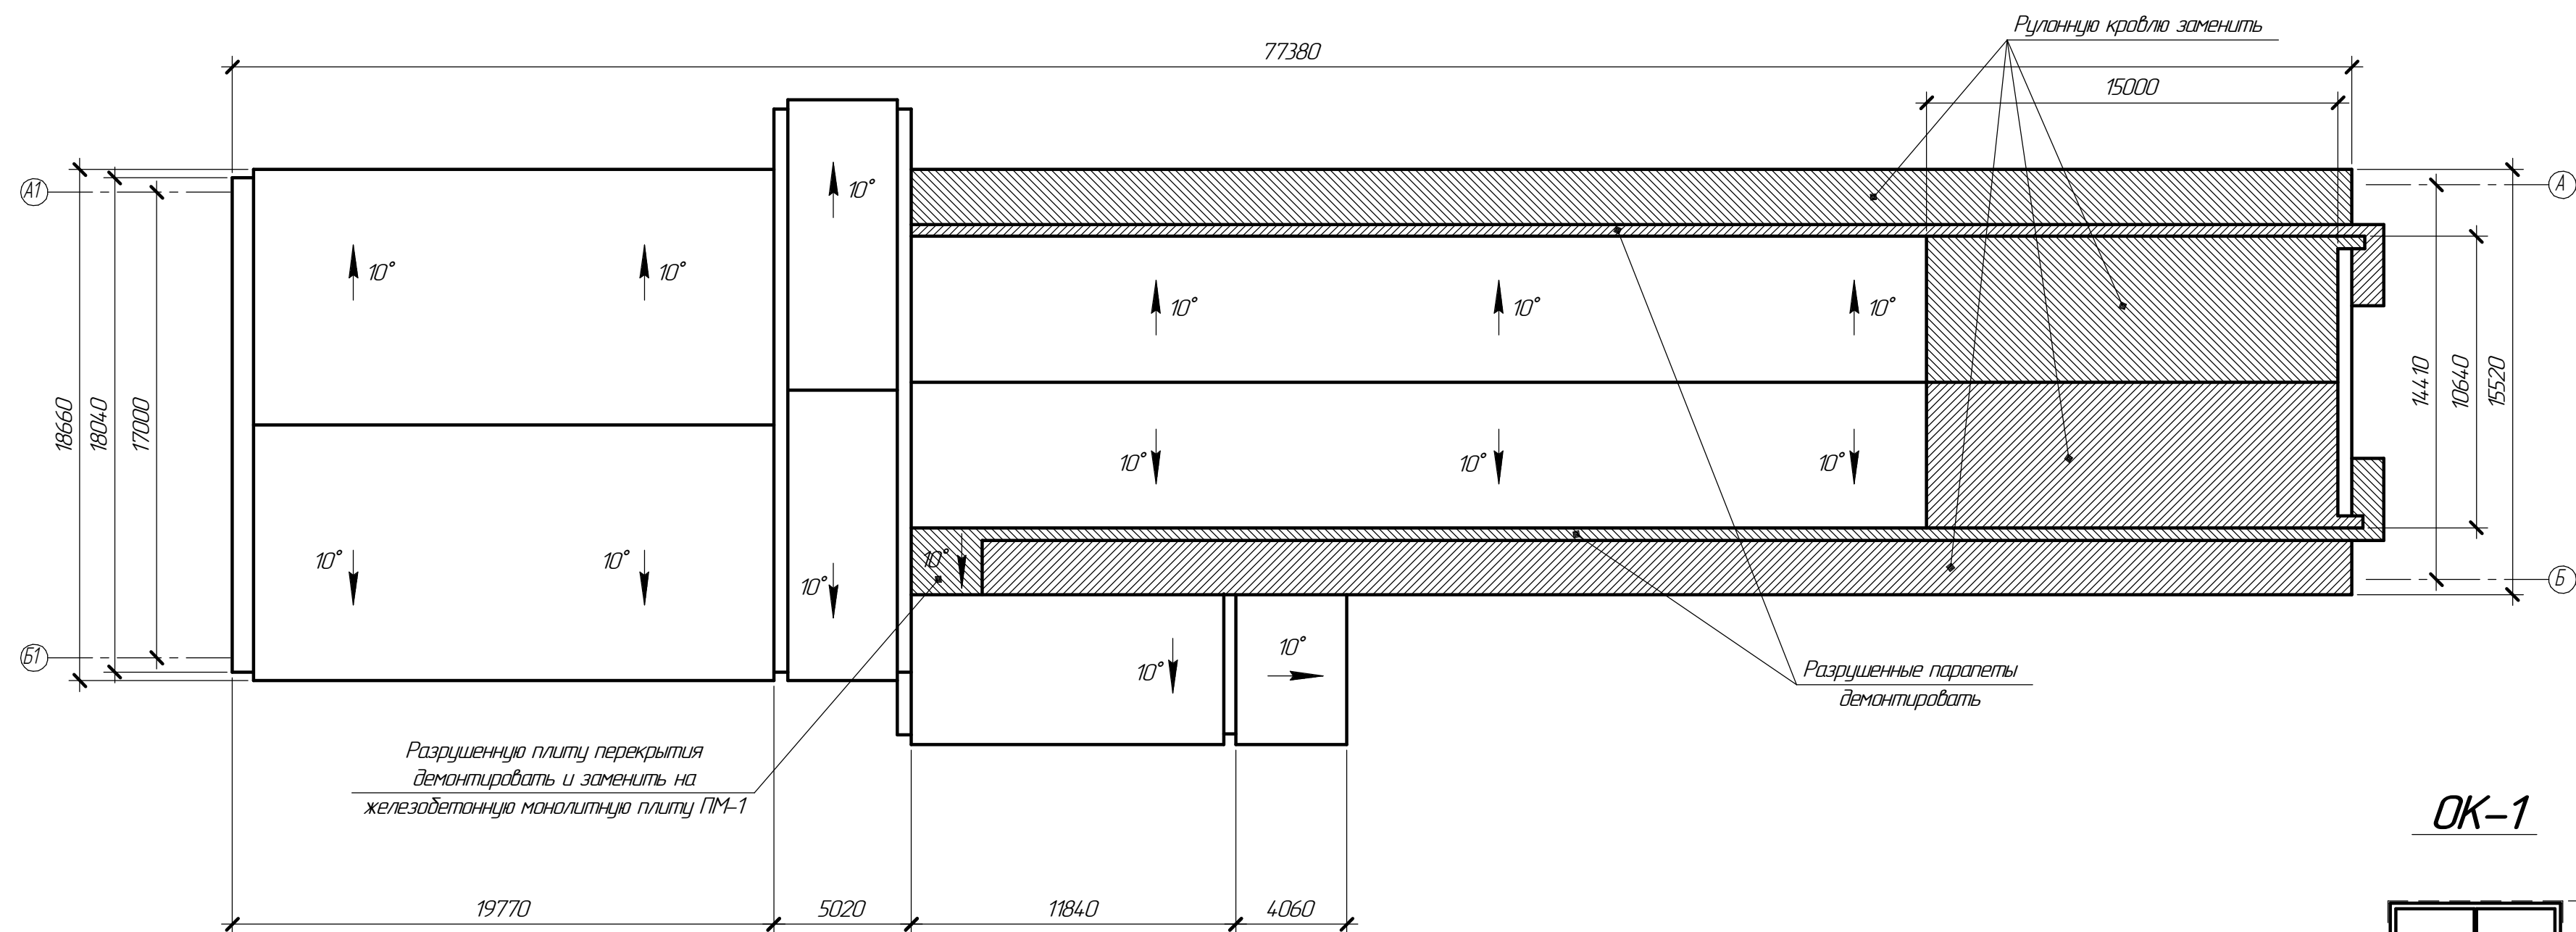 Рулонную кровлю заменить
77380
15000
А1
А
10°
10°
10°
10°
10°
10°
18660
18040
17000
14410
10640
15520
10°
10°
10°
10°
10°
10°
10°
Б
Б1
10°
10°
Разрушенные парапеты
демонтировать
Разрушенную плиту перекрытия
демонтировать и заменить на
железобетонную монолитную плиту ПМ-1
ОК-1
19770
5020
11840
4060